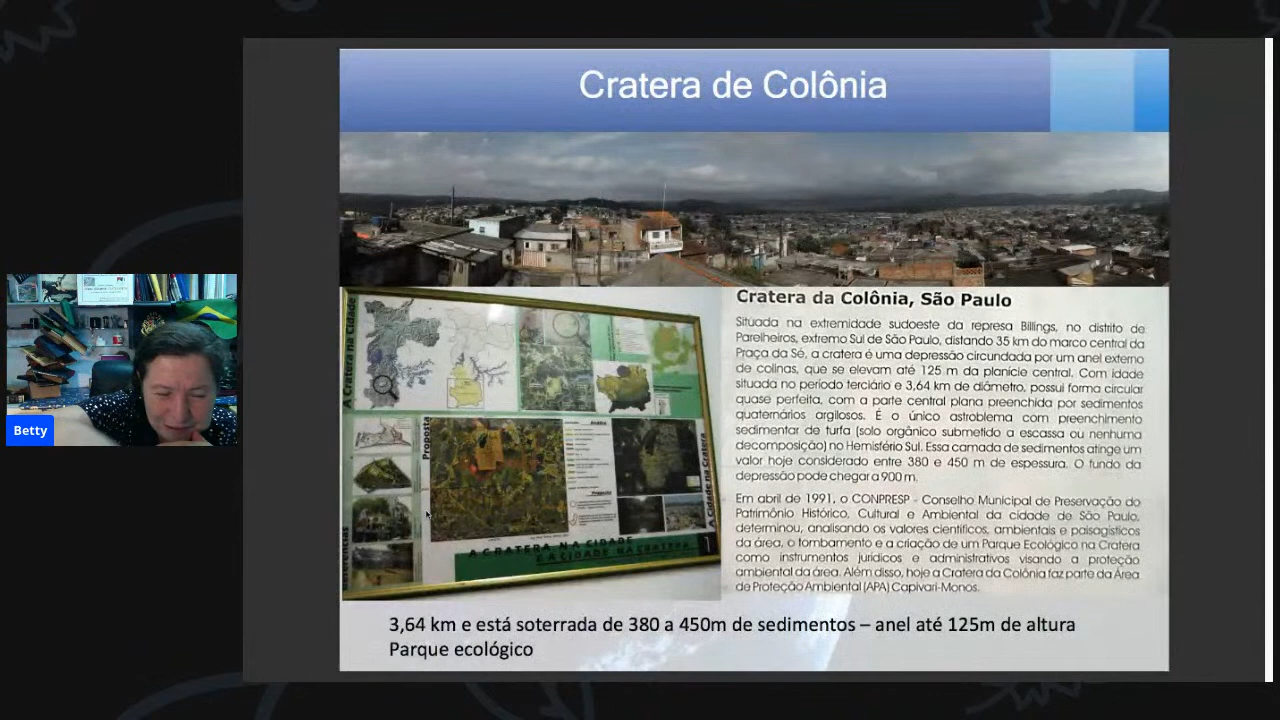 Cratera de Colônia
Cratera da Colônia, São Paulo
Situada na extremidade sudoeste da represa Billings, no distrito de
Parelheiros, extremo Sul de São Paulo, distando 35 km do marco central da
Praça da Sé, a cratera é uma depressão circundada por um anel externo
de colinas, que se elevam até 125 m da planície central. Com idade
situada no período terciário e 3,64 km de diâmetro, possui forma circular
quase perfeita, com a parte central plana preenchida por sedimentos
quaternários argilosos. É o único astroblema com preenchimento
sedimentar de turfa (solo orgânico submetido a escassa ou nenhuma
decomposição) no Hemisfério Sul. Essa camada de sedimentos atinge um
valor hoje considerado entre 380 e 450 m de espessura. O fundo da
depressão pode chegar a 900 m.
Em abril de 1991, o CONPRESP - Conselho Municipal de Preservação do
Patrimônio Histórico, Cultural e Ambiental da cidade de São Paulo,
determinou, analisando os valores científicos, ambientais e paisagísticos
da área, o tombamento e a criação de um Parque Ecológico na Cratera
como instrumentos jurídicos e administrativos visando a proteção
ambiental da área. Além disso, hoje a Cratera da Colônia faz parte da Área
de Proteção Ambiental (APA) Capivari-Monos.
A Cratera na Cidade
Proposta
A Cidade na Cratera
A CRATERA NA CIDADE
E A CIDADE NA CRATERA
Betty
3,64 km e está soterrada de 380 a 450m de sedimentos – anel até 125m de altura
Parque ecológico